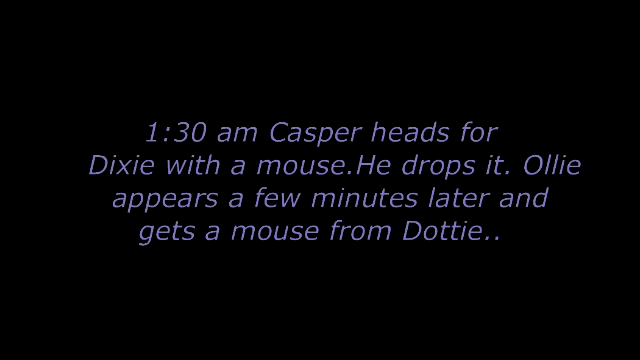 1:30 am Casper heads for
Dixie with a mouse.He drops it. Ollie
appears a few minutes later and
gets a mouse from Dottie..